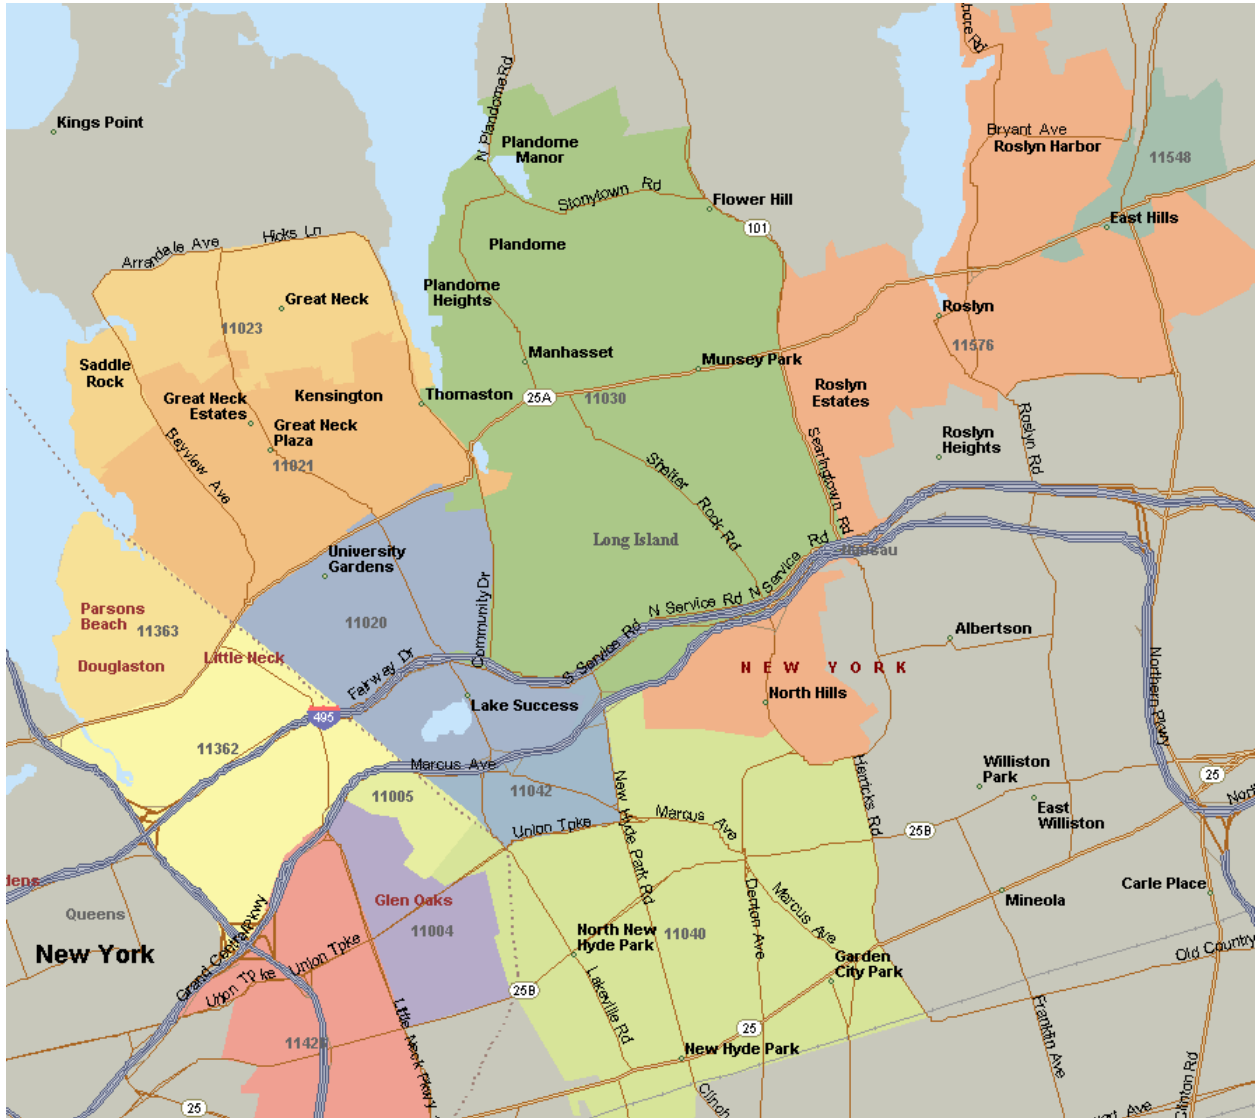 Shore Rd
Kings Point
N Plandome Rd
Plandome
Manor
Bryant Ave
Roslyn Harbor
11548
Stonytown Rd
Flower Hill
East Hills
101
Arrandale Ave
Hicks Ln
Plandome
Plandome
Heights
Great Neck
11023
Roslyn
11576
Saddle
Rock
Manhasset
Munsey Park
Great Neck
Estates
Kensington
Thomaston
25A
11030
Roslyn
Estates
Great Neck
Plaza
11021
Bayview Ave
Shelter Rock Rd
Searingtown Rd
Roslyn Rd
Roslyn
Heights
Long Island
University
Gardens
Nassau
N Service Rd
N Service Rd
S Service Rd
Parsons
Beach
11363
11020
Community Dr
Albertson
Douglaston
Little Neck
Fairway Dr
NEW YORK
Northern Pkwy
Lake Success
North Hills
495
11362
Marcus Ave
11005
11042
Union Tpke
New Hyde Park Rd
Marcus Ave
Herricks Rd
Williston
Park
25
East
Williston
25B
Nort
dens
Queens
New York
Glen Oaks
11004
Grand Central Pkwy
Union Tpke
Union Tpke
North New
Hyde Park
11040
Denton Ave
Marcus Ave
Garden
City Park
Mineola
Carle Place
Old Country
25B
Lakeville Rd
25
New Hyde Park
Little Neck Pkwy
Franklin Ave
Clinton Rd
25
Clinch